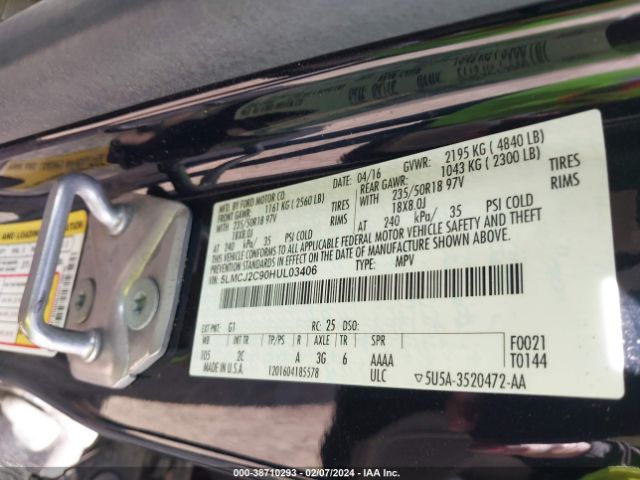 MFD. BY FORD MOTOR CO.
DATE: 04/16 GVWR: 2195 KG ( 4840 LB)
FRONT GAWR: 1161 KG ( 2560 LB) REAR GAWR: 1043 KG ( 2300 LB)
235/50R18 97V TIRES 235/50R18 97V TIRES
18X8.0J RIMS 18X8.0J RIMS
AT 240 kPa/ 35 PSI COLD AT 240 kPa/ 35 PSI COLD
THIS VEHICLE CONFORMS TO ALL APPLICABLE FEDERAL MOTOR VEHICLE SAFETY AND THEFT
PREVENTION STANDARDS IN EFFECT ON THE DATE OF MANUFACTURE SHOWN ABOVE.
VIN: 5LMCJ2C90HUL03406 TYPE: MPV
EXT PNT: G1 RC: 25 DSO:
WB INT TR TP/PS R AXLE TR SPR F0021
105 2C A 3G 6 AAAA T0144
MADE IN U.S.A. 1201604185578 ULC 5U5A-3520472-AA
AND LOADING
000-38710293 - 02/07/2024 - IAA Inc.